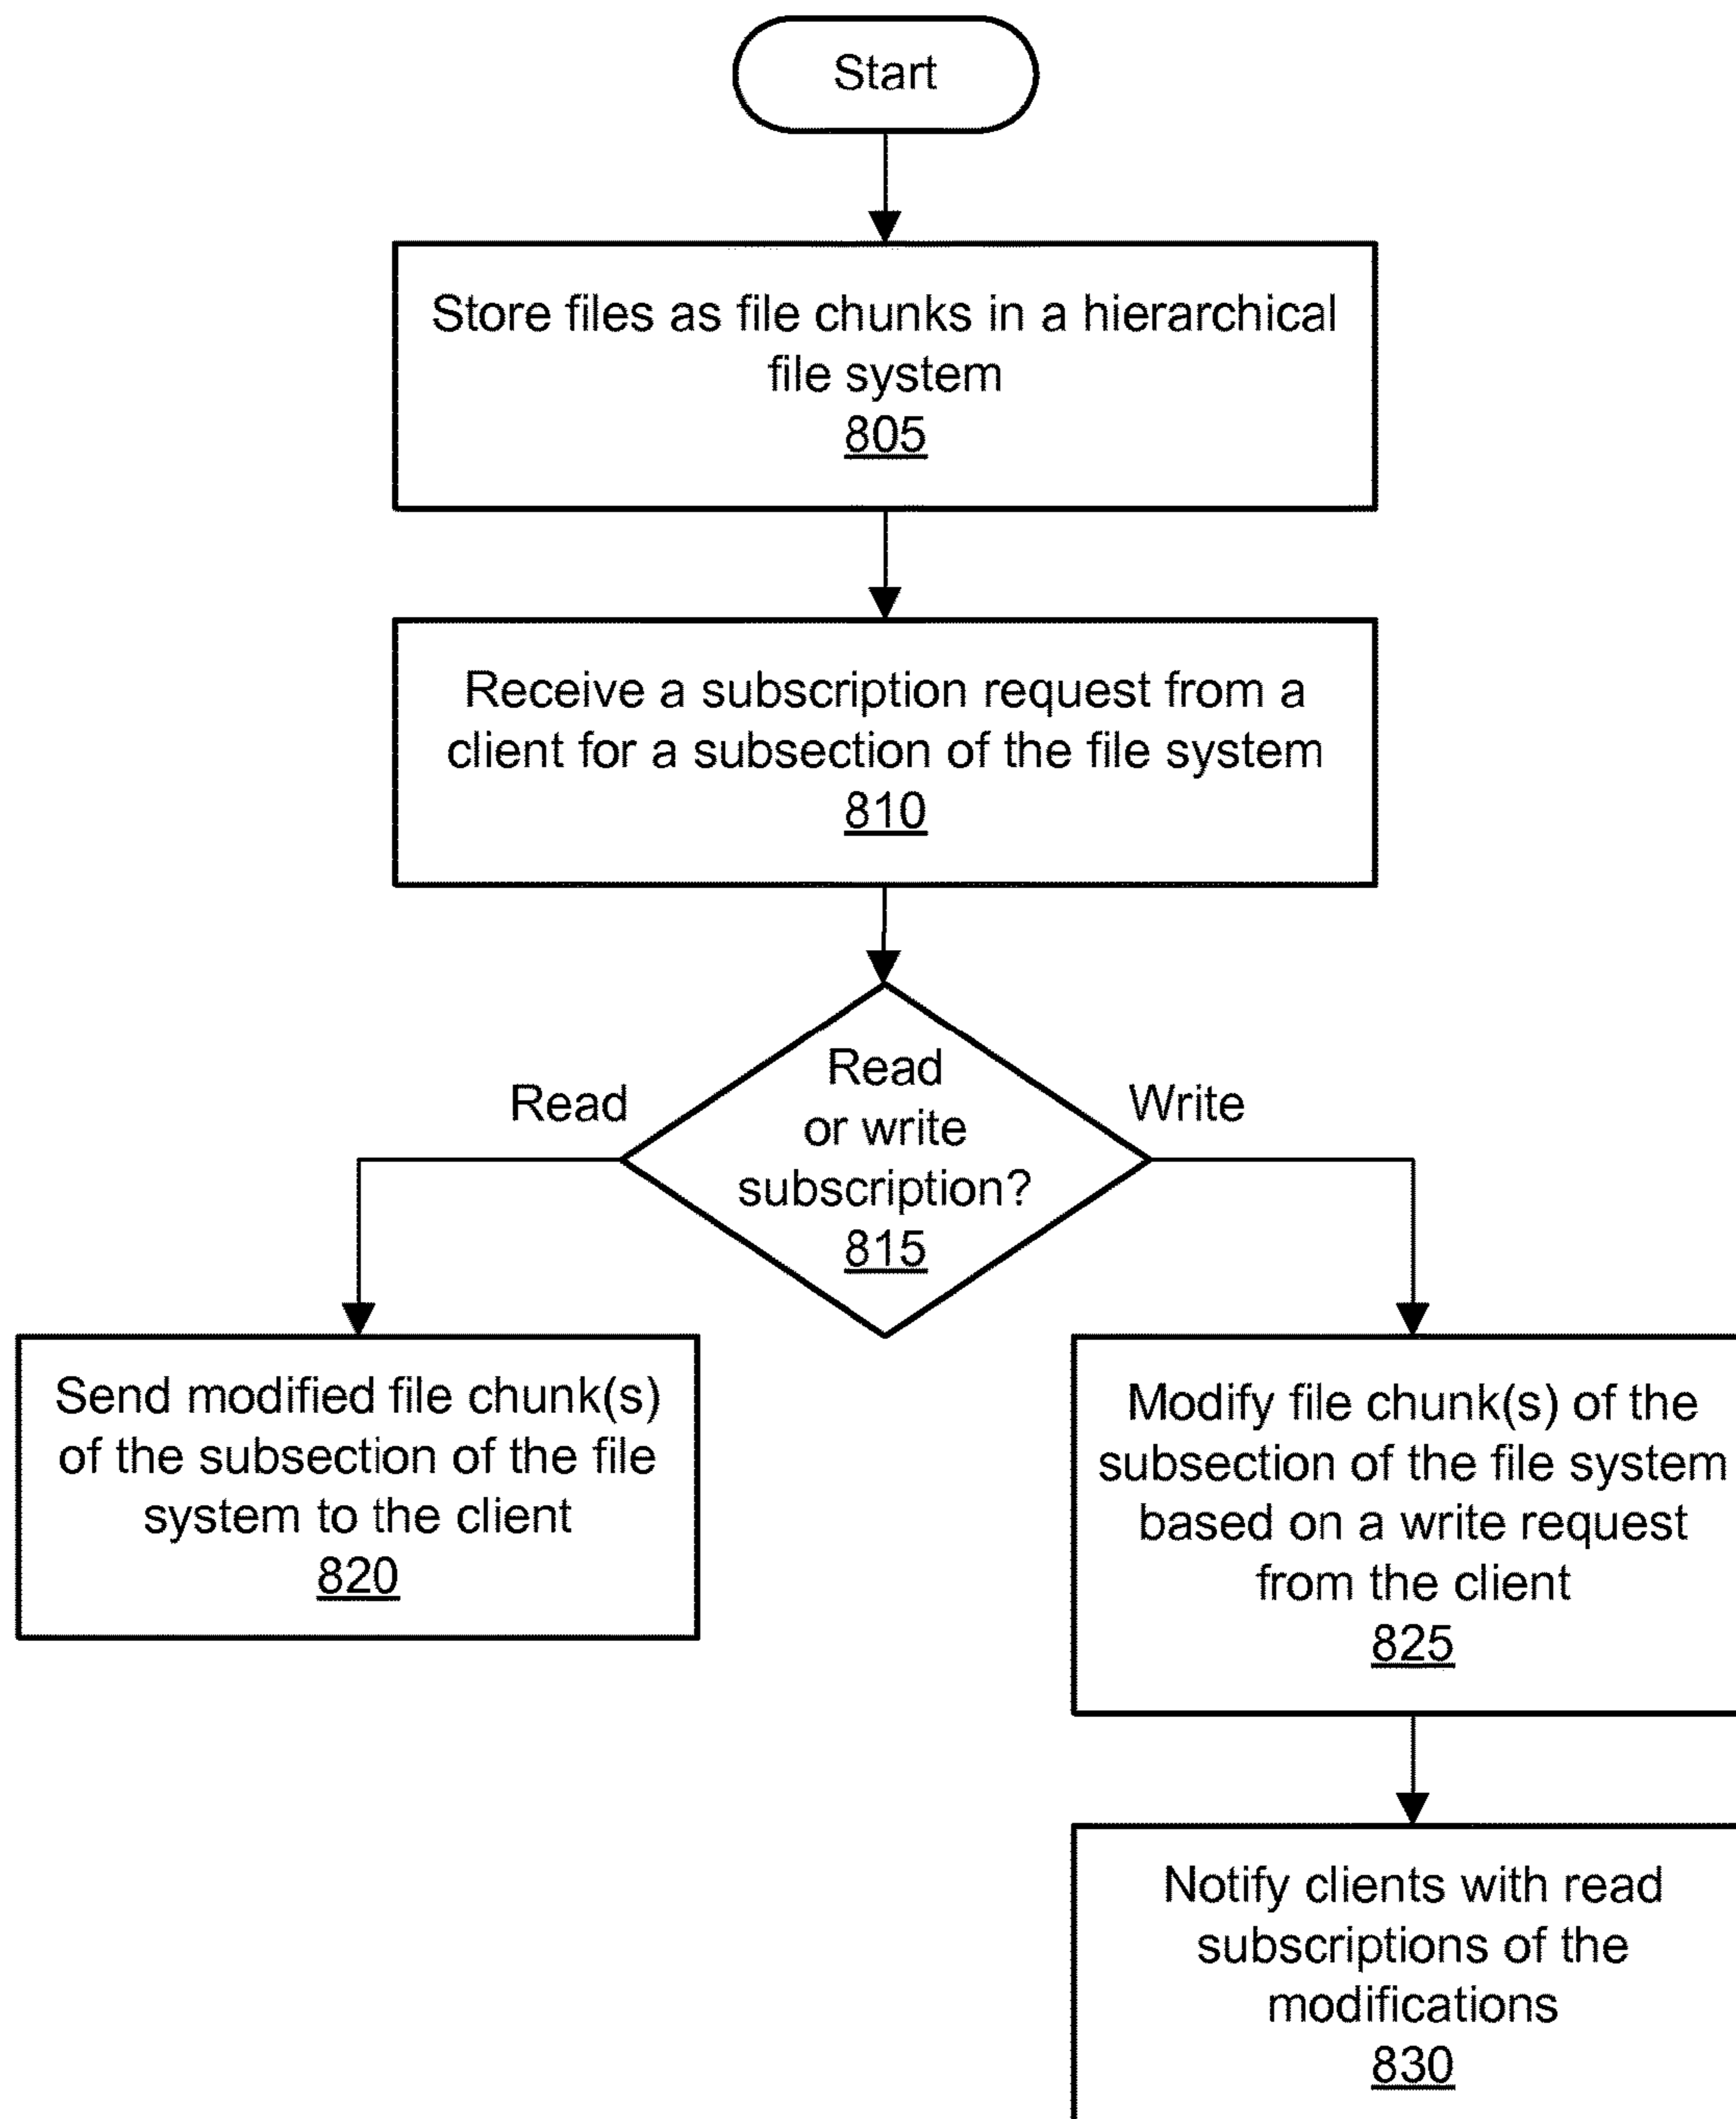 Start
Store files as file chunks in a hierarchical
file system
805
Receive a subscription request from a
client for a subsection of the file system
810
Read
or write
subscription?
815
Read
Write
Send modified file chunk(s)
of the subsection of the file
system to the client
820
Modify file chunk(s) of the
subsection of the file system
based on a write request
from the client
825
Notify clients with read
subscriptions of the
modifications
830